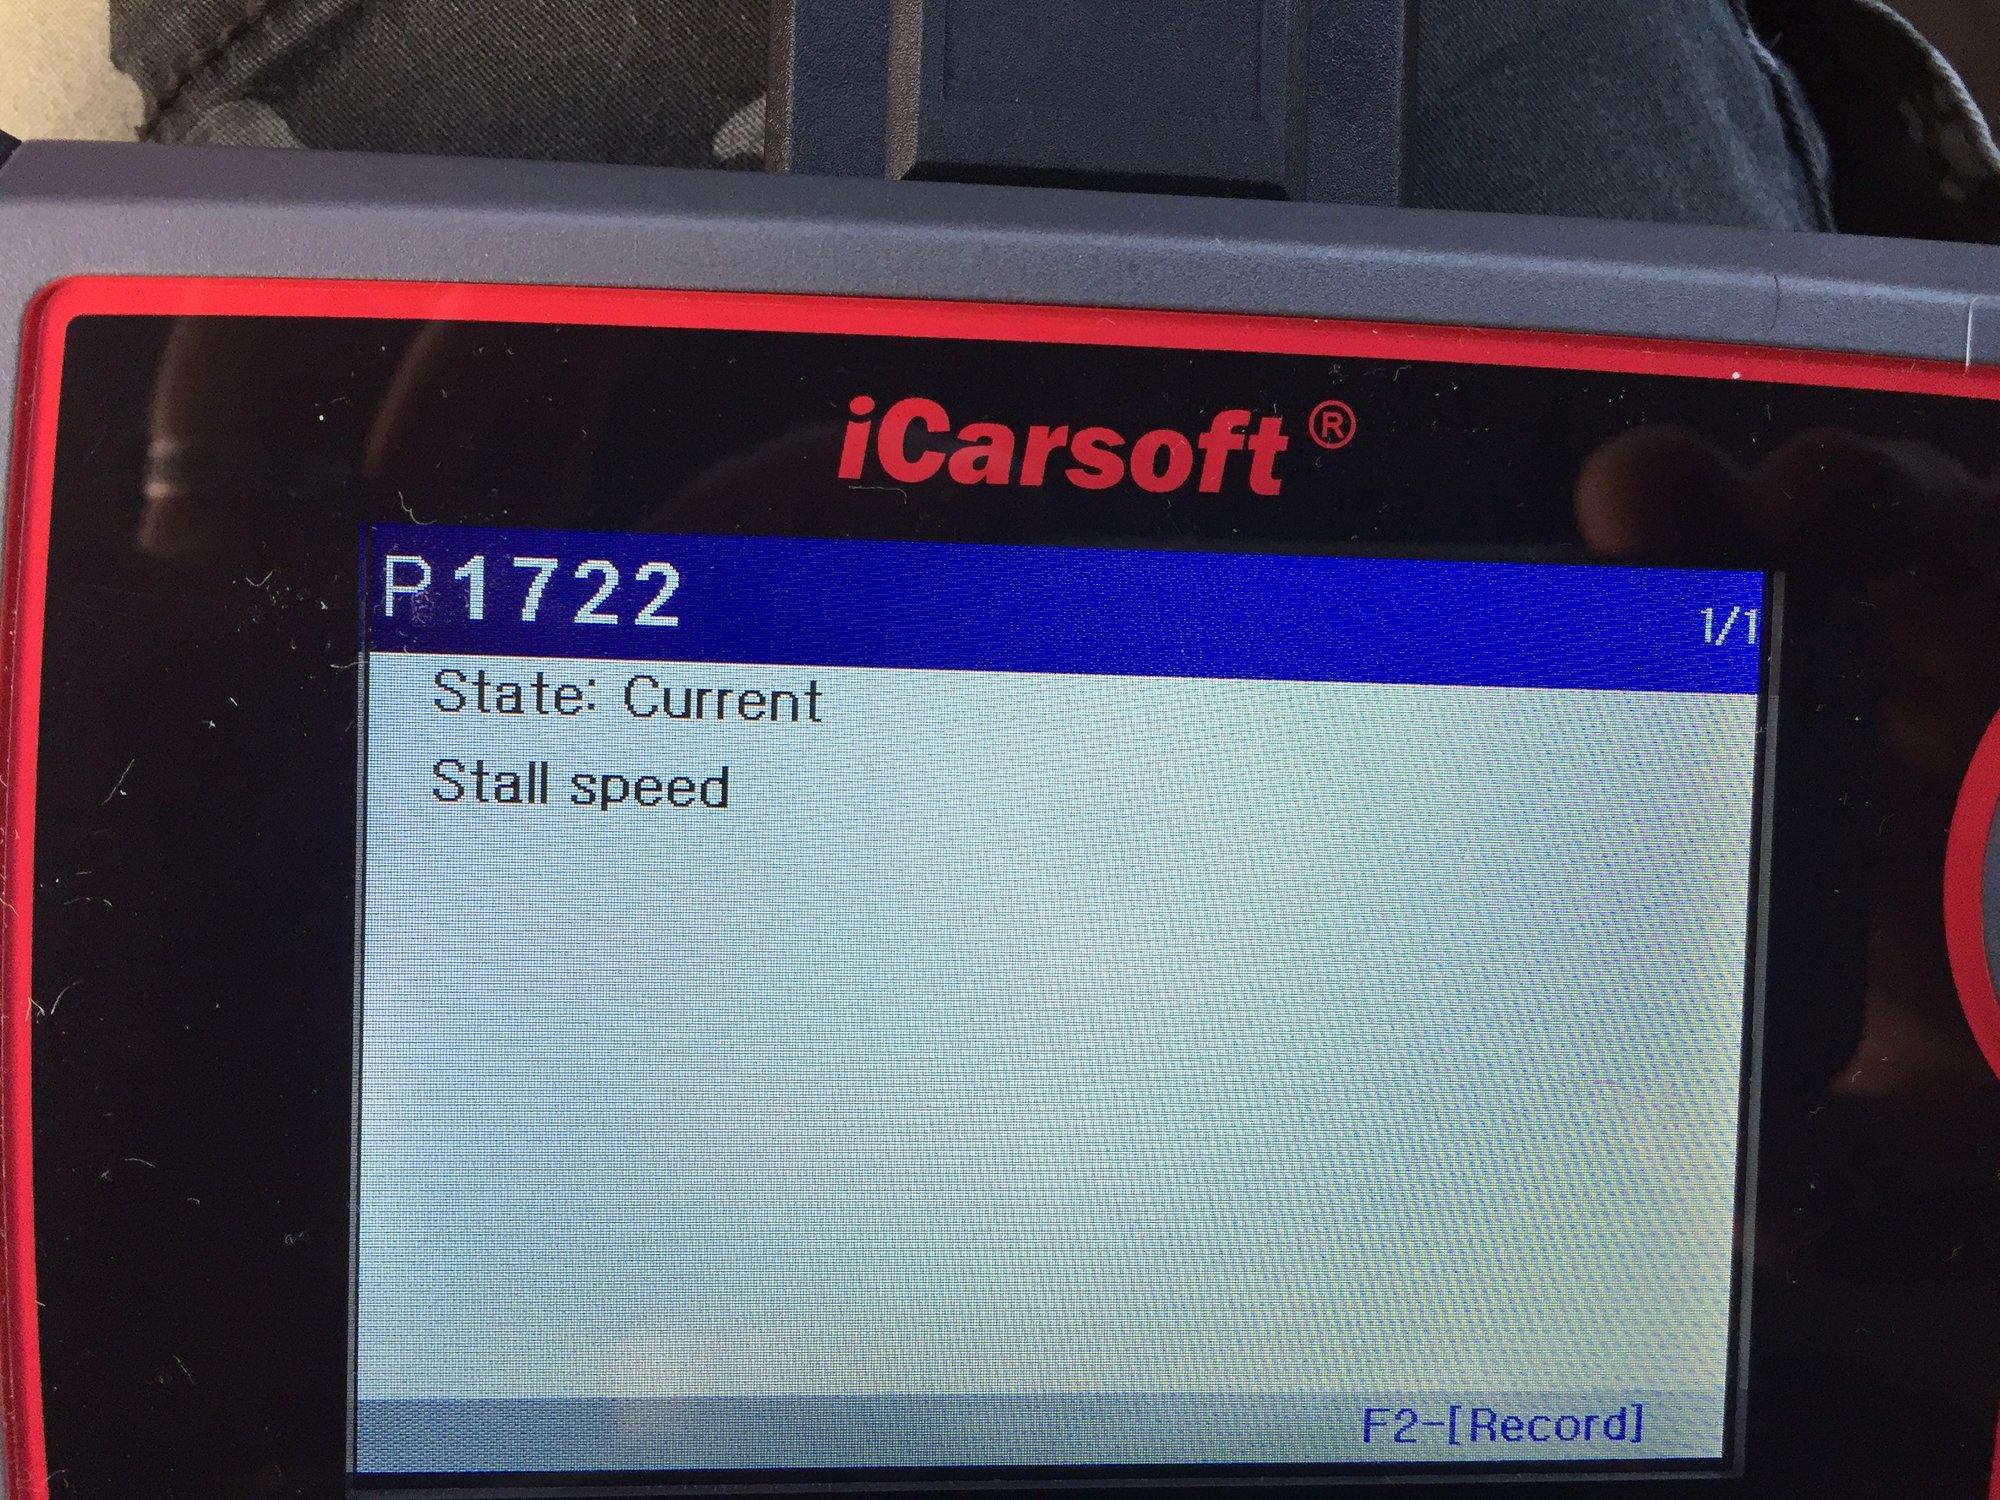 iCarsoft®
P1722
1/1
State: Current
Stall speed
F2-[Record]